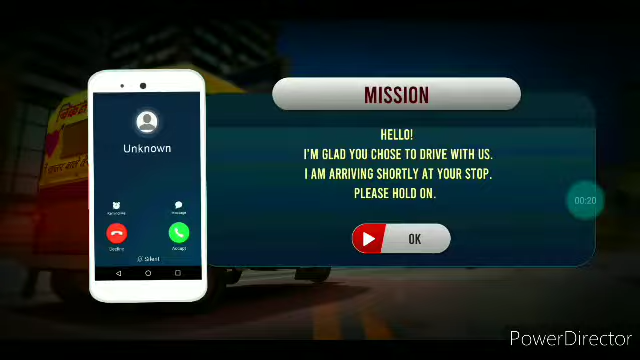 MISSION
HELLO!
I'M GLAD YOU CHOSE TO DRIVE WITH US.
I AM ARRIVING SHORTLY AT YOUR STOP.
PLEASE HOLD ON.
OK
Unknown
Message
Decline
Accept
Silent
00:20
PowerDirector